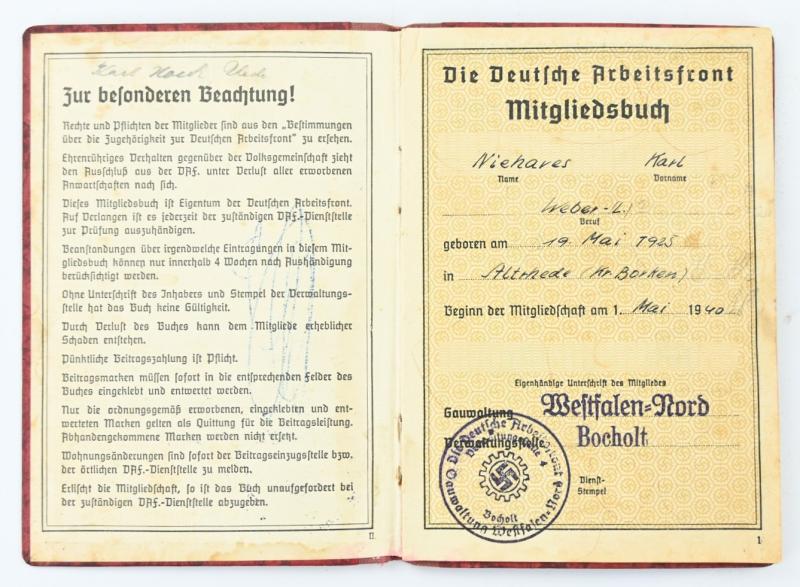 Zur besonderen Beachtung!
Rechte und Pflichten der Mitglieder sind aus den „Bestimmungen
über die Zugehörigkeit zur Deutschen Arbeitsfront" zu ersehen.
Ehrenrühriges Verhalten gegenüber der Volksgemeinschaft zieht
den Ausschluß aus der DAF. unter Verlust aller erworbenen
Anwartschaften nach sich.
Dieses Mitgliedsbuch ist Eigentum der Deutschen Arbeitsfront.
Auf Verlangen ist es jederzeit der zuständigen DAF.-Dienststelle
zur Prüfung auszuhändigen.
Beanstandungen über irgendwelche Eintragungen in diesem Mit-
gliedsbuch können nur innerhalb 4 Wochen nach Aushändigung
berücksichtigt werden.
Ohne Unterschrift des Inhabers und Stempel der Verwaltungs-
stelle hat das Buch keine Gültigkeit.
Durch Verlust des Buches kann dem Mitgliede erheblicher
Schaden entstehen.
Pünktliche Beitragszahlung ist Pflicht.
Beitragsmarken müssen sofort in die entsprechenden Felder des
Buches eingeklebt und entwertet werden.
Nur die ordnungsgemäß erworbenen, eingeklebten und ent-
werteten Marken gelten als Quittung für die Beitragsleistung.
Abhandengekommene Marken werden nicht ersetzt.
Wohnungsänderungen sind sofort der Beitragseinzugsstelle bzw.
der örtlichen DAF.-Dienststelle zu melden.
Erlischt die Mitgliedschaft, so ist das Buch unaufgefordert bei
der zuständigen DAF.-Dienststelle abzugeben.
II
Die Deutsche Arbeitsfront
Mitgliedsbuch
Niehaves Karl
Name Vorname
Weber-(L.)
Beruf
geboren am 19. Mai 1925
in Altrhede (Kr. Borken)
Beginn der Mitgliedschaft am 1. Mai 1940
Eigenhändige Unterschrift des Mitgliedes
Gauwaltung Westfalen-Nord
Verwaltungsstelle Bocholt
Dienst-
Stempel
Die Deutsche Arbeitsfront
Verwaltungsstelle 4
Bocholt
Gauwaltung Westfalen-Nord
1